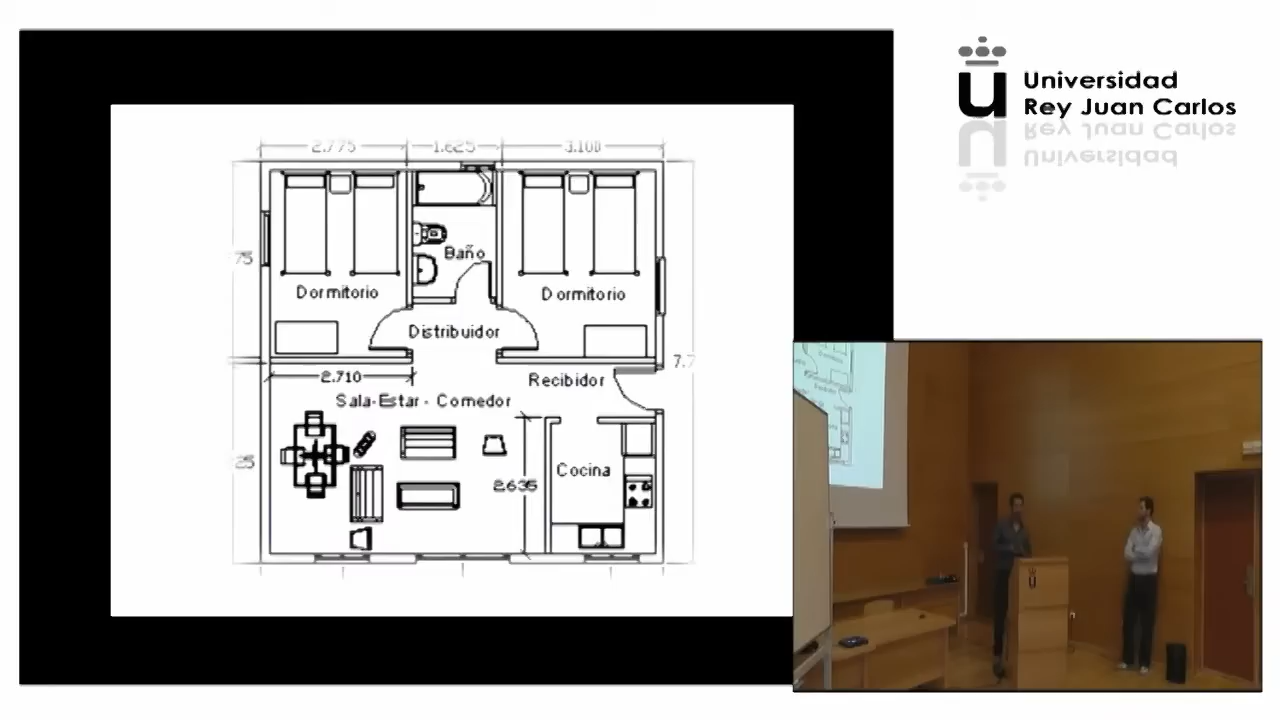 2.775 1.625 3.100
Universidad
Rey Juan Carlos
75
Baño
Dormitorio
Dormitorio
Distribuidor
7.7
2.710
Recibidor
Sala-Estar - Comedor
Cocina
2.635